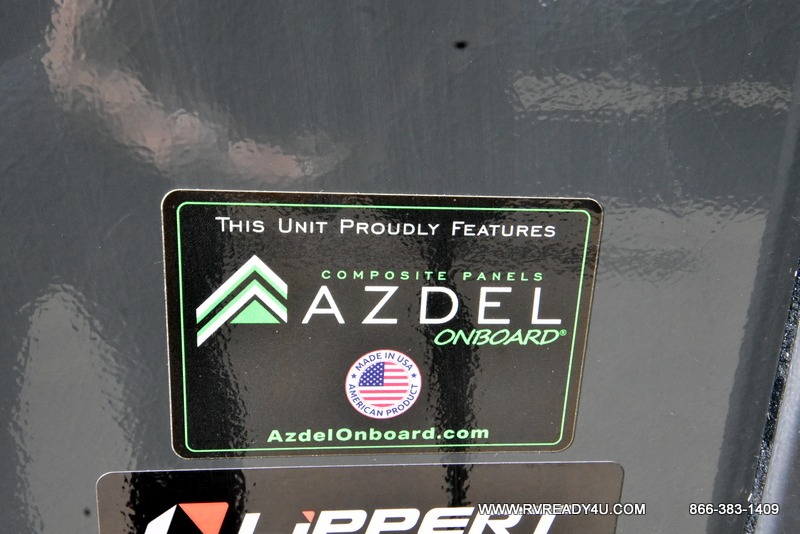 This Unit Proudly Features
COMPOSITE PANELS
AZDEL
ONBOARD®
MADE IN USA
AMERICAN PRODUCT
AzdelOnboard.com
LiPPERT
WWW.RVREADY4U.COM 866-383-1409